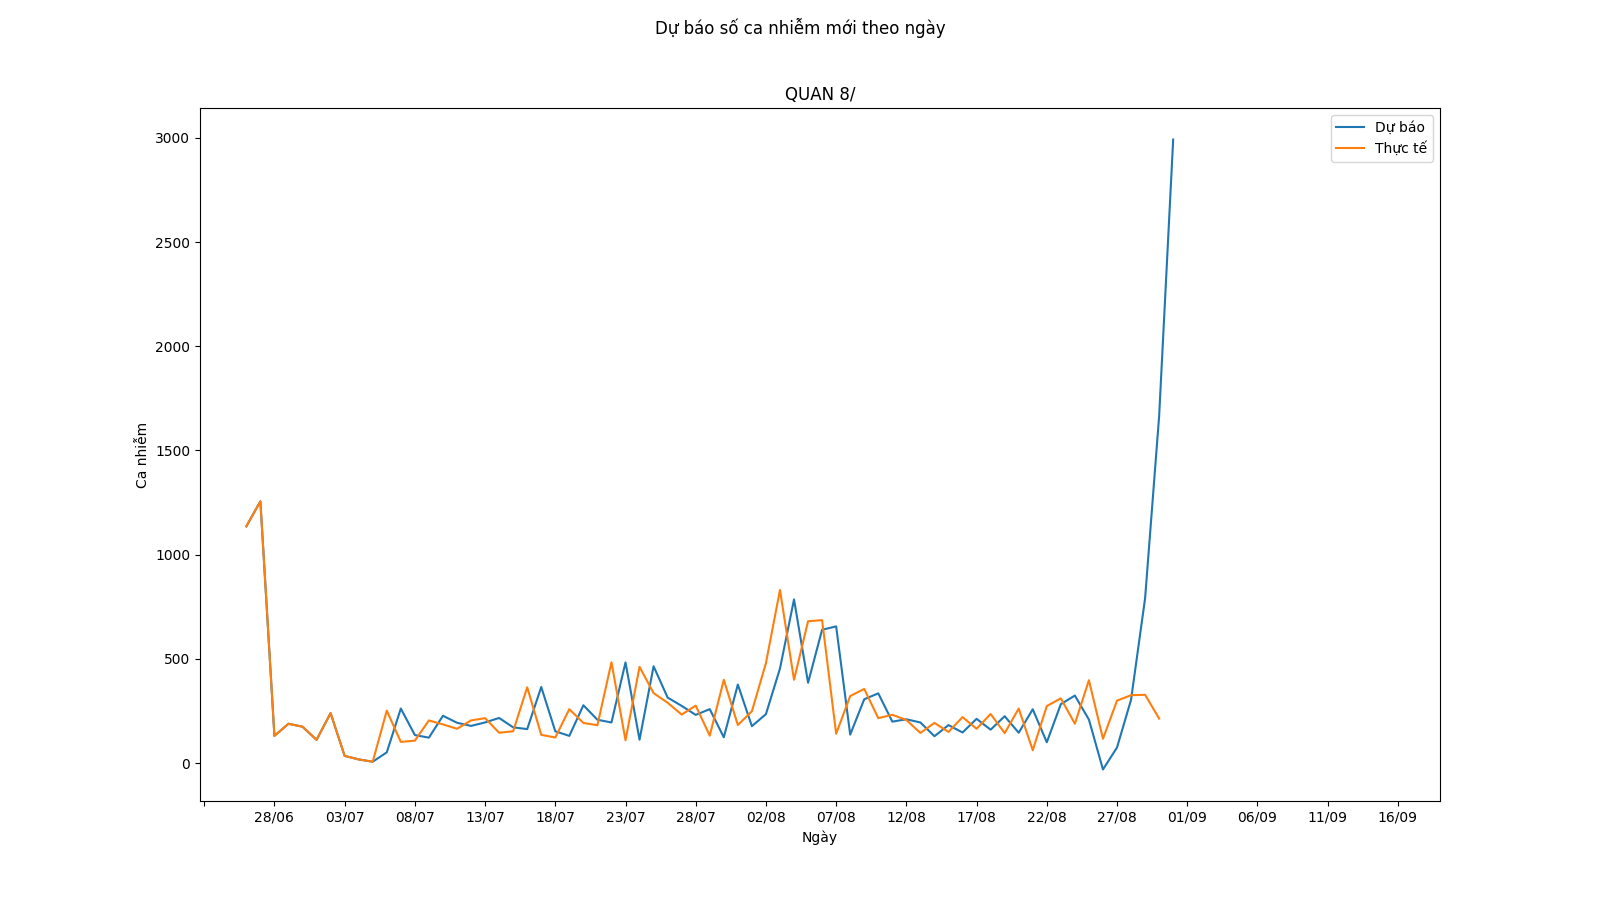 Dự báo số ca nhiễm mới theo ngày
QUAN 8/
Dự báo
Thực tế
3000
2500
2000
1500
1000
500
0
Ca nhiễm
28/06 03/07 08/07 13/07 18/07 23/07 28/07 02/08 07/08 12/08 17/08 22/08 27/08 01/09 06/09 11/09 16/09
Ngày